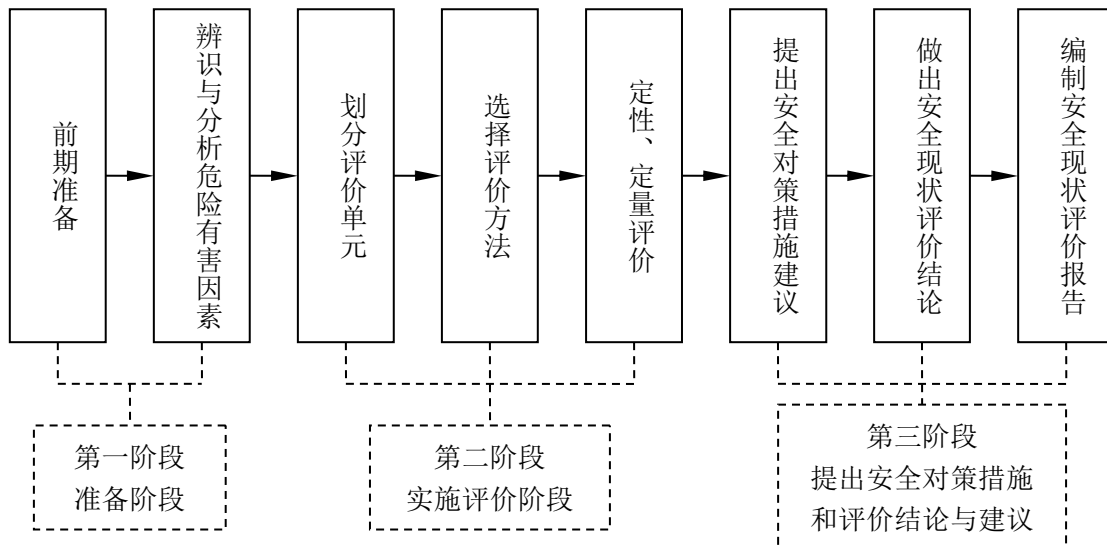 前期准备
辨识与分析危险有害因素
划分评价单元
选择评价方法
定性、定量评价
提出安全对策措施建议
做出安全现状评价结论
编制安全现状评价报告
第一阶段
准备阶段
第二阶段
实施评价阶段
第三阶段
提出安全对策措施
和评价结论与建议